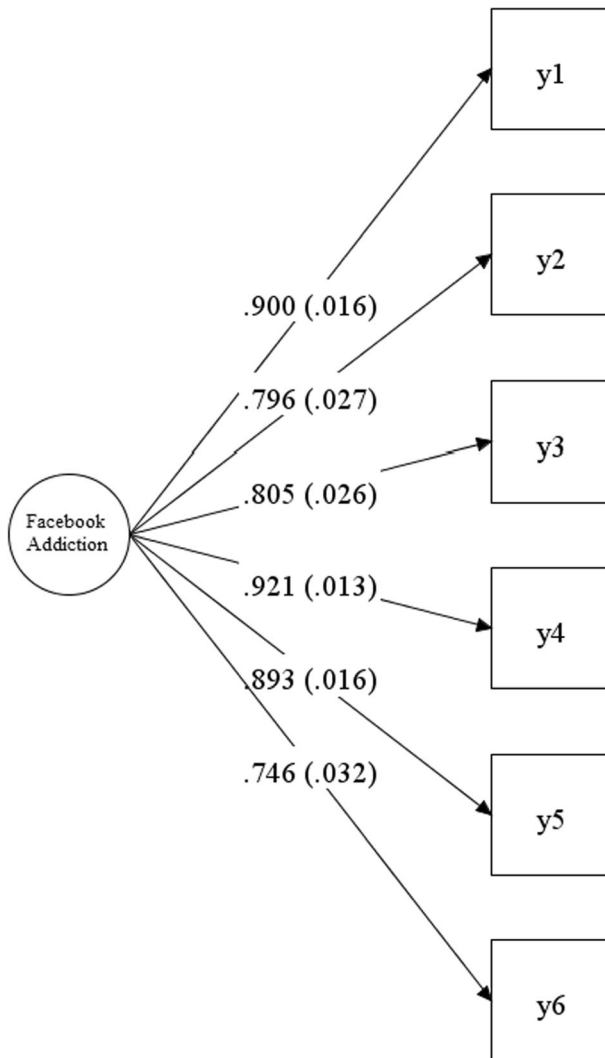 y1
.900 (.016)
y2
.796 (.027)
y3
.805 (.026)
Facebook
Addiction
.921 (.013)
y4
.893 (.016)
y5
.746 (.032)
y6